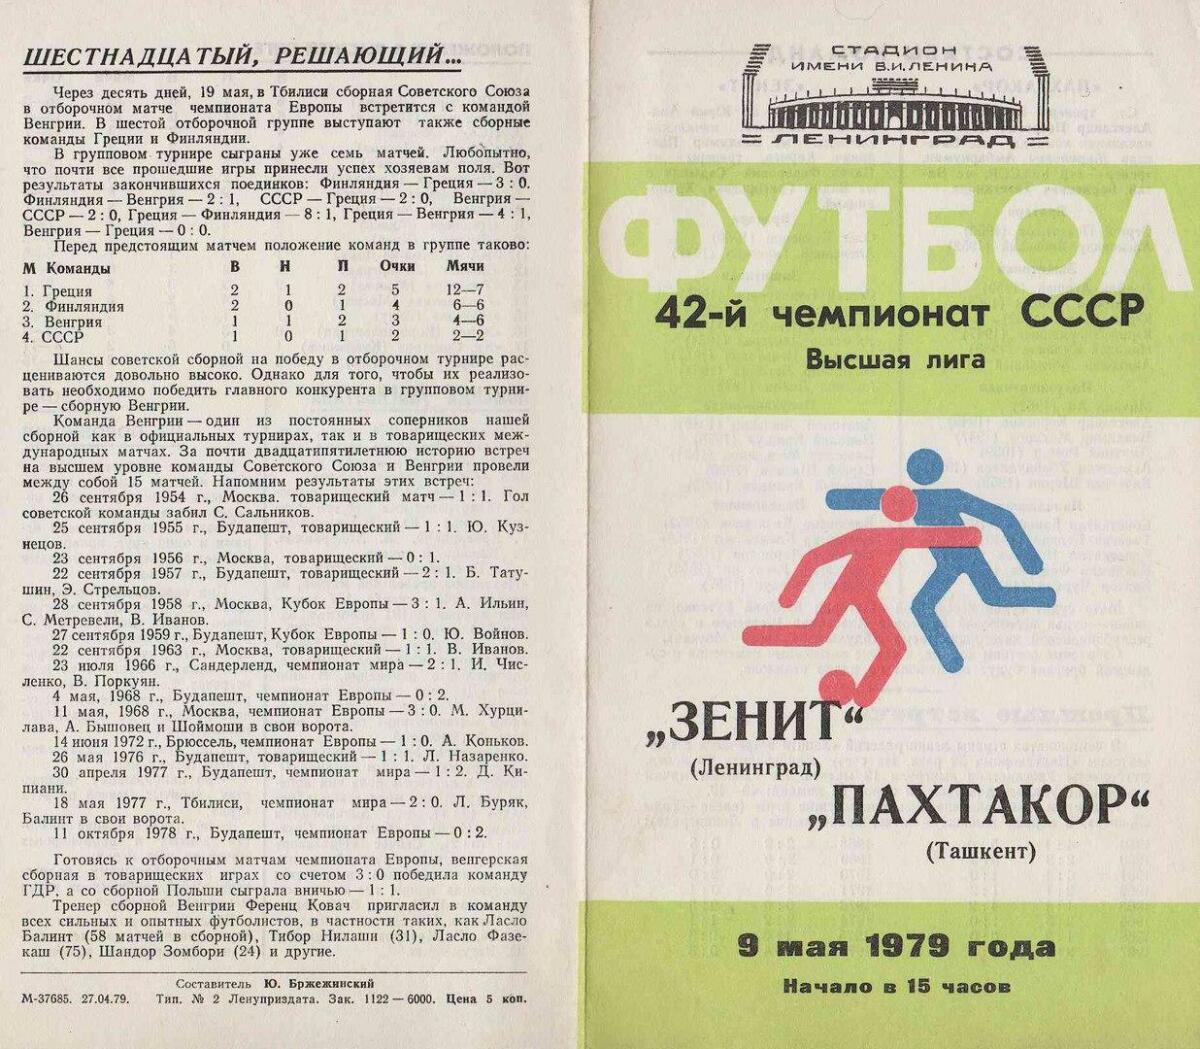 ШЕСТНАДЦАТЫЙ, РЕШАЮЩИЙ...
Через десять дней, 19 мая, в Тбилиси сборная Советского Союза
в отборочном матче чемпионата Европы встретится с командой
Венгрии. В шестой отборочной группе выступают также сборные
команды Греции и Финляндии.
В групповом турнире сыграны уже семь матчей. Любопытно,
что почти все прошедшие игры принесли успех хозяевам поля. Вот
результаты закончившихся поединков: Финляндия — Греция — 3 : 0.
Финляндия — Венгрия — 2 : 1, СССР — Греция — 2 : 0, Венгрия —
СССР — 2 : 0, Греция — Финляндия — 8 : 1, Греция — Венгрия — 4 : 1,
Венгрия — Греция — 0 : 0.
Перед предстоящим матчем положение команд в группе таково:
М Команды В Н П Очки Мячи
1. Греция 2 1 2 5 12—7
2. Финляндия 2 0 1 4 6—6
3. Венгрия 1 1 2 3 4—6
4. СССР 1 0 1 2 2—2
Шансы советской сборной на победу в отборочном турнире рас-
цениваются довольно высоко. Однако для того, чтобы их реализо-
вать необходимо победить главного конкурента в групповом турни-
ре — сборную Венгрии.
Команда Венгрии — один из постоянных соперников нашей
сборной как в официальных турнирах, так и в товарищеских меж-
дународных матчах. За почти двадцатипятилетнюю историю встреч
на высшем уровне команды Советского Союза и Венгрии провели
между собой 15 матчей. Напомним результаты этих встреч:
26 сентября 1954 г., Москва. товарищеский матч — 1 : 1. Гол
советской команды забил С. Сальников.
25 сентября 1955 г., Будапешт, товарищеский — 1 : 1. Ю. Куз-
нецов.
23 сентября 1956 г., Москва, товарищеский — 0 : 1.
22 сентября 1957 г., Будапешт, товарищеский — 2 : 1. Б. Тату-
шин, Э. Стрельцов.
28 сентября 1958 г., Москва, Кубок Европы — 3 : 1. А. Ильин,
С. Метревели, В. Иванов.
27 сентября 1959 г., Будапешт, Кубок Европы — 1 : 0. Ю. Войнов.
22 сентября 1963 г., Москва, товарищеский — 1 : 1. В. Иванов.
23 июля 1966 г., Сандерленд, чемпионат мира — 2 : 1. И. Чис-
ленко, В. Поркуян.
4 мая, 1968 г., Будапешт, чемпионат Европы — 0 : 2.
11 мая, 1968 г., Москва, чемпионат Европы — 3 : 0. М. Хурци-
лава, А. Бышовец и Шоймоши в свои ворота.
14 июня 1972 г., Брюссель, чемпионат Европы — 1 : 0. А. Коньков.
26 мая 1976 г., Будапешт, товарищеский — 1 : 1. Л. Назаренко.
30 апреля 1977 г., Будапешт, чемпионат мира — 1 : 2. Д. Ки-
пиани.
18 мая 1977 г., Тбилиси, чемпионат мира — 2 : 0. Л. Буряк,
Балинт в свои ворота.
11 октября 1978 г., Будапешт, чемпионат Европы — 0 : 2.
Готовясь к отборочным матчам чемпионата Европы, венгерская
сборная в товарищеских играх со счетом 3 : 0 победила команду
ГДР, а со сборной Польши сыграла вничью — 1 : 1.
Тренер сборной Венгрии Ференц Ковач пригласил в команду
всех сильных и опытных футболистов, в частности таких, как Ласло
Балинт (58 матчей в сборной), Тибор Нилаши (31), Ласло Фазе-
каш (75), Шандор Зомбори (24) и другие.
Составитель Ю. Бржежинский
М-37685. 27.04.79. Тип. № 2 Ленуприздата. Зак. 1122 — 6000. Цена 5 коп.
СТАДИОН
ИМЕНИ В.И.ЛЕНИНА
ЛЕНИНГРАД
ФУТБОЛ
42-й чемпионат СССР
Высшая лига
„ЗЕНИТ“
(Ленинград)
„ПАХТАКОР“
(Ташкент)
9 мая 1979 года
Начало в 15 часов